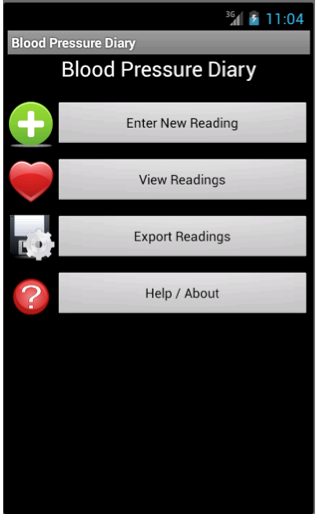 3G 11:04
Blood Pressure Diary
Blood Pressure Diary
Enter New Reading
View Readings
Export Readings
? Help / About